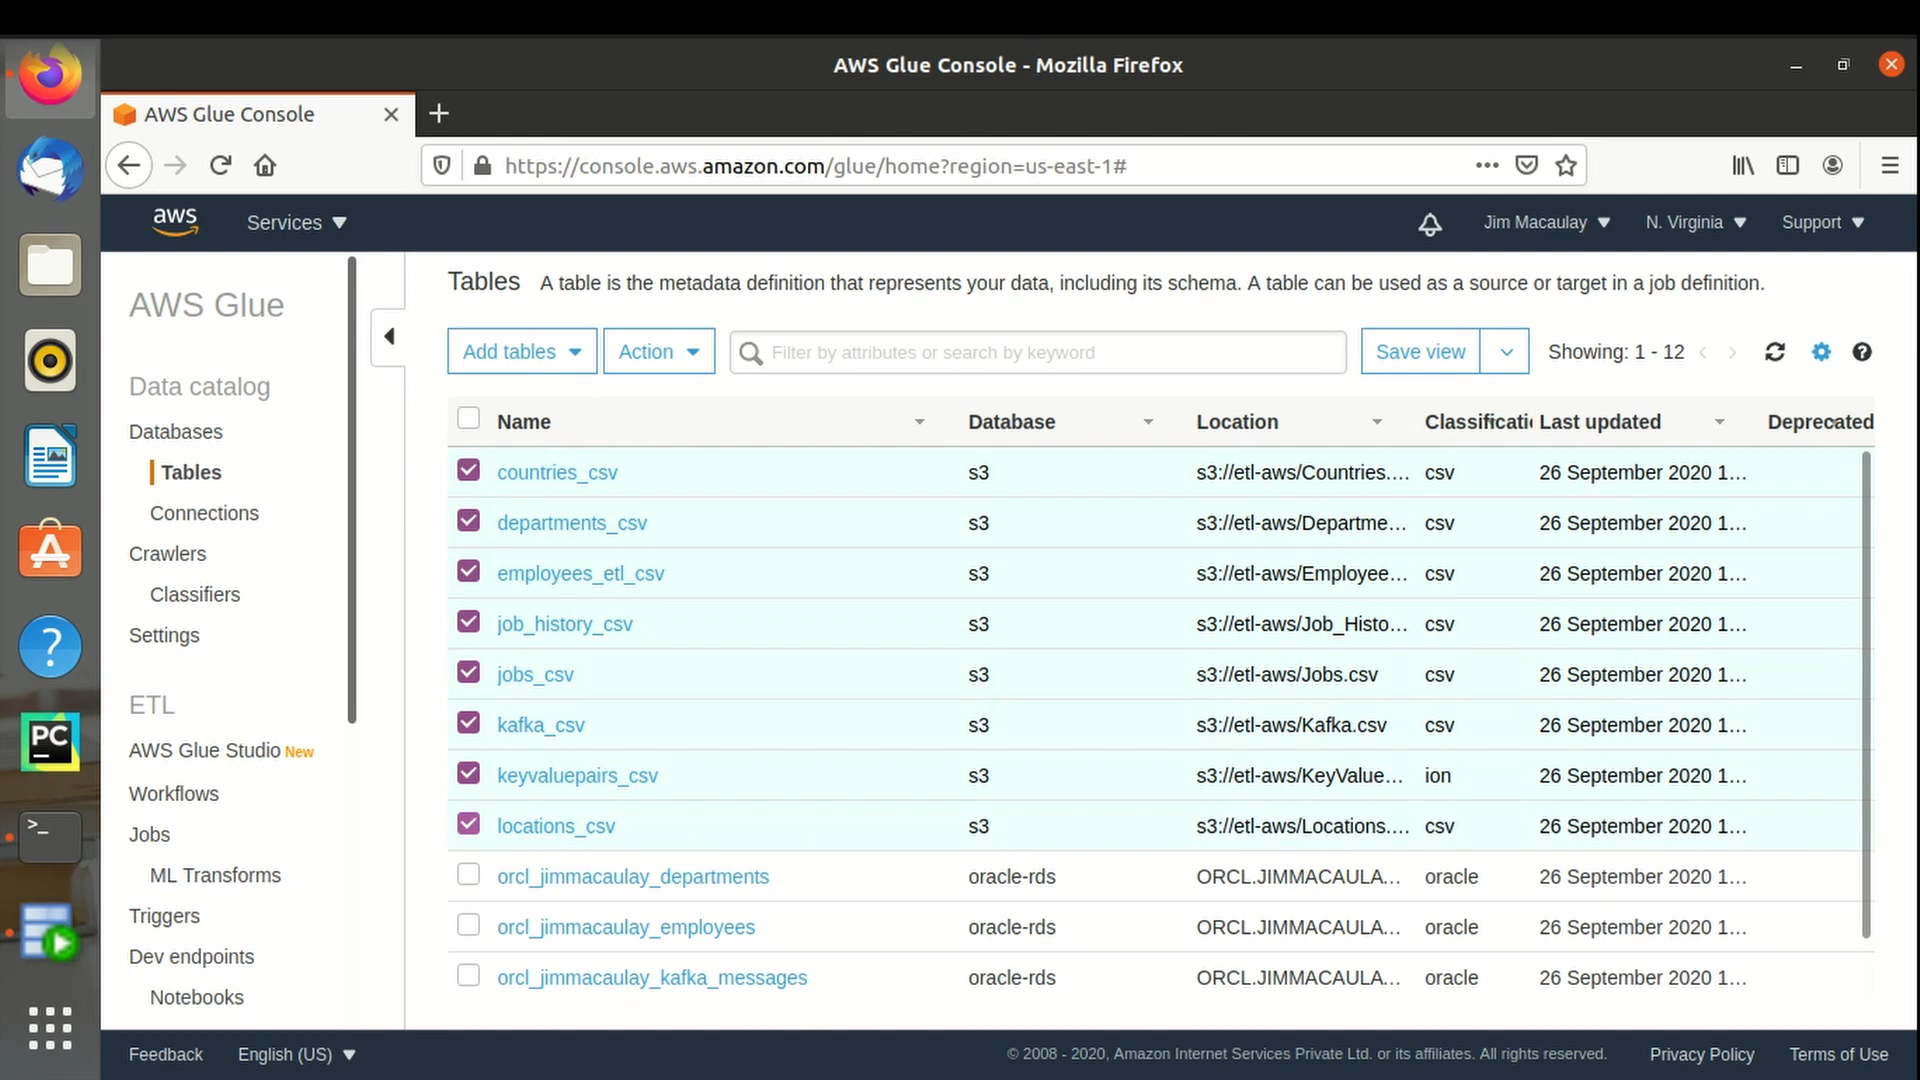 AWS Glue Console - Mozilla Firefox
AWS Glue Console
https://console.aws.amazon.com/glue/home?region=us-east-1#
aws
Services
Jim Macaulay
N. Virginia
Support
AWS Glue
Data catalog
Databases
Tables
Connections
Crawlers
Classifiers
Settings
ETL
AWS Glue Studio New
Workflows
Jobs
ML Transforms
Triggers
Dev endpoints
Notebooks
Tables A table is the metadata definition that represents your data, including its schema. A table can be used as a source or target in a job definition.
Add tables Action Filter by attributes or search by keyword Save view Showing: 1 - 12
Name Database Location Classificatio Last updated Deprecated
countries_csv s3 s3://etl-aws/Countries.... csv 26 September 2020 1...
departments_csv s3 s3://etl-aws/Departme... csv 26 September 2020 1...
employees_etl_csv s3 s3://etl-aws/Employee... csv 26 September 2020 1...
job_history_csv s3 s3://etl-aws/Job_Histo... csv 26 September 2020 1...
jobs_csv s3 s3://etl-aws/Jobs.csv csv 26 September 2020 1...
kafka_csv s3 s3://etl-aws/Kafka.csv csv 26 September 2020 1...
keyvaluepairs_csv s3 s3://etl-aws/KeyValue... ion 26 September 2020 1...
locations_csv s3 s3://etl-aws/Locations.... csv 26 September 2020 1...
orcl_jimmacaulay_departments oracle-rds ORCL.JIMMACAULA... oracle 26 September 2020 1...
orcl_jimmacaulay_employees oracle-rds ORCL.JIMMACAULA... oracle 26 September 2020 1...
orcl_jimmacaulay_kafka_messages oracle-rds ORCL.JIMMACAULA... oracle 26 September 2020 1...
PC
Feedback
English (US)
© 2008 - 2020, Amazon Internet Services Private Ltd. or its affiliates. All rights reserved.
Privacy Policy
Terms of Use